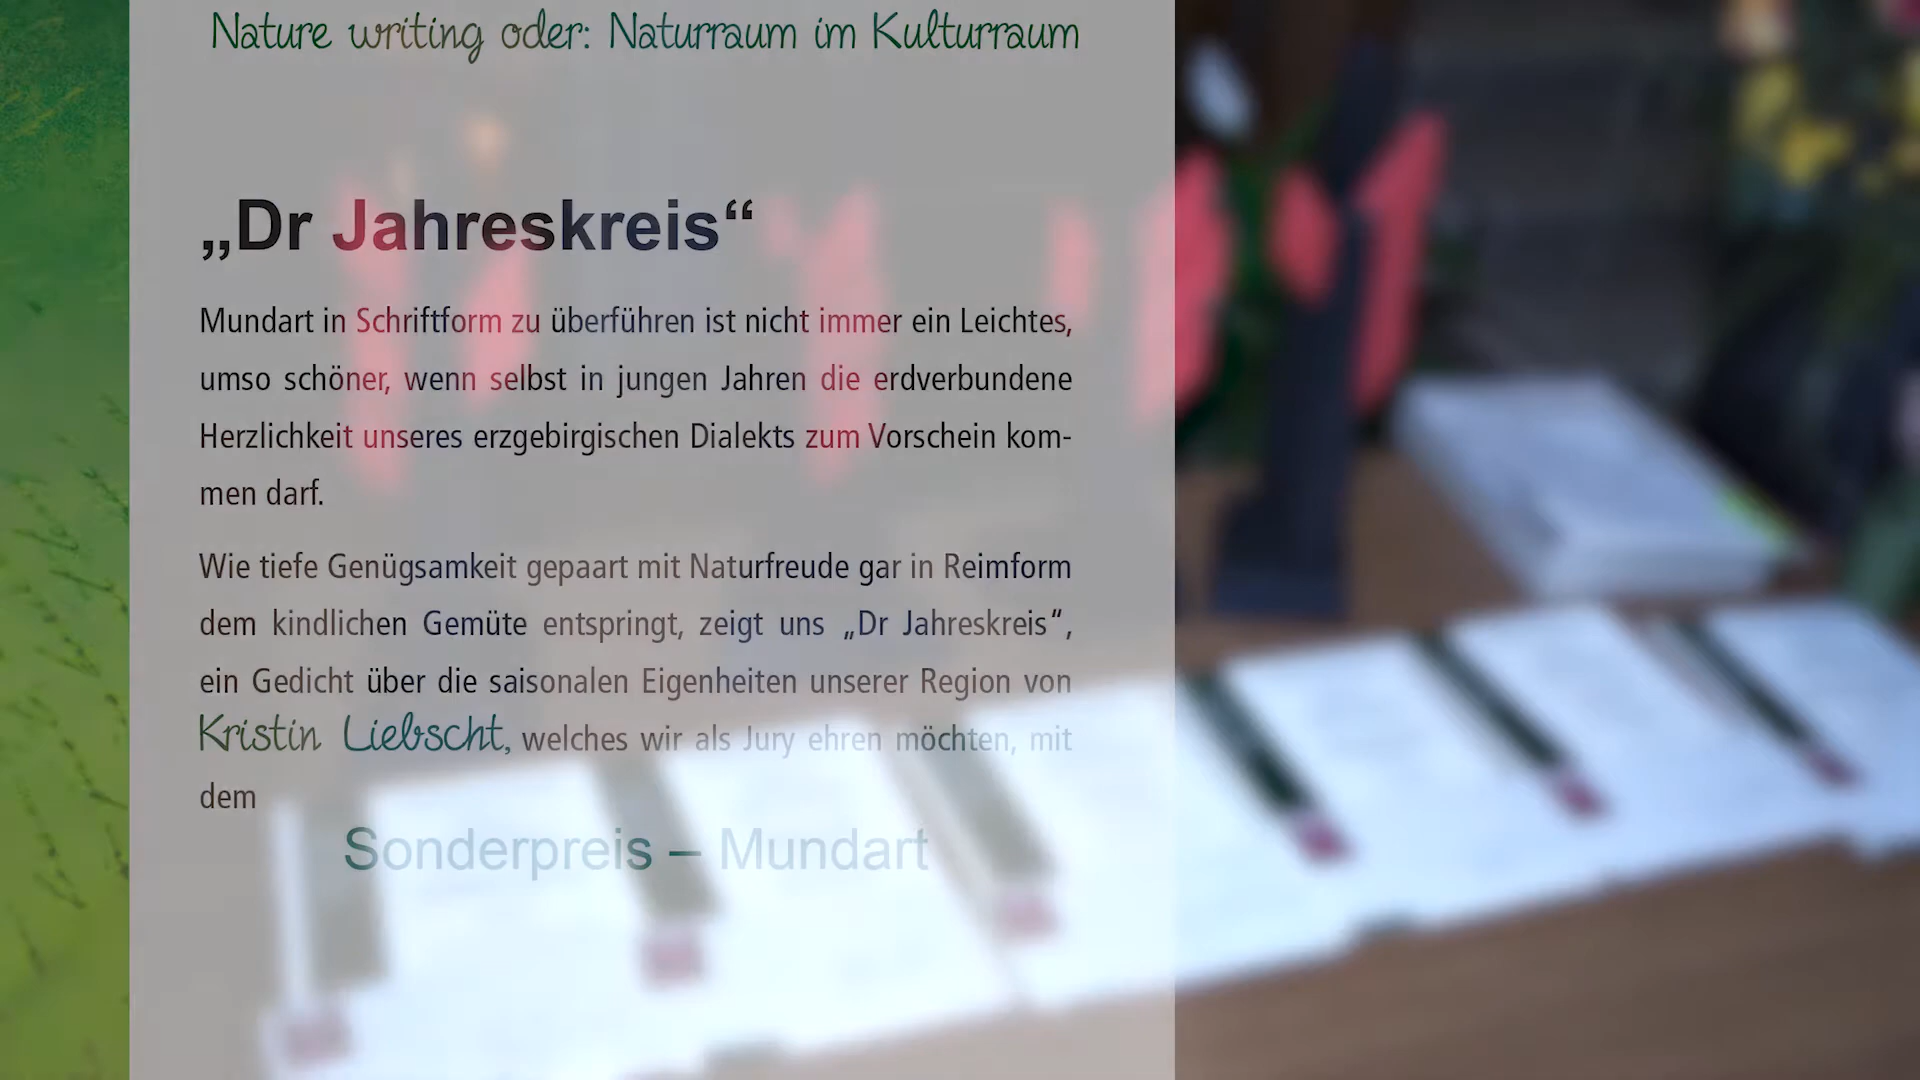 Nature writing oder: Naturraum im Kulturraum
„Dr Jahreskreis“
Mundart in Schriftform zu überführen ist nicht immer ein Leichtes,
umso schöner, wenn selbst in jungen Jahren die erdverbundene
Herzlichkeit unseres erzgebirgischen Dialekts zum Vorschein kom-
men darf.
Wie tiefe Genügsamkeit gepaart mit Naturfreude gar in Reimform
dem kindlichen Gemüte entspringt, zeigt uns „Dr Jahreskreis“,
ein Gedicht über die saisonalen Eigenheiten unserer Region von
Kristin Liebscht, welches wir als Jury ehren möchten, mit
dem
Sonderpreis – Mundart